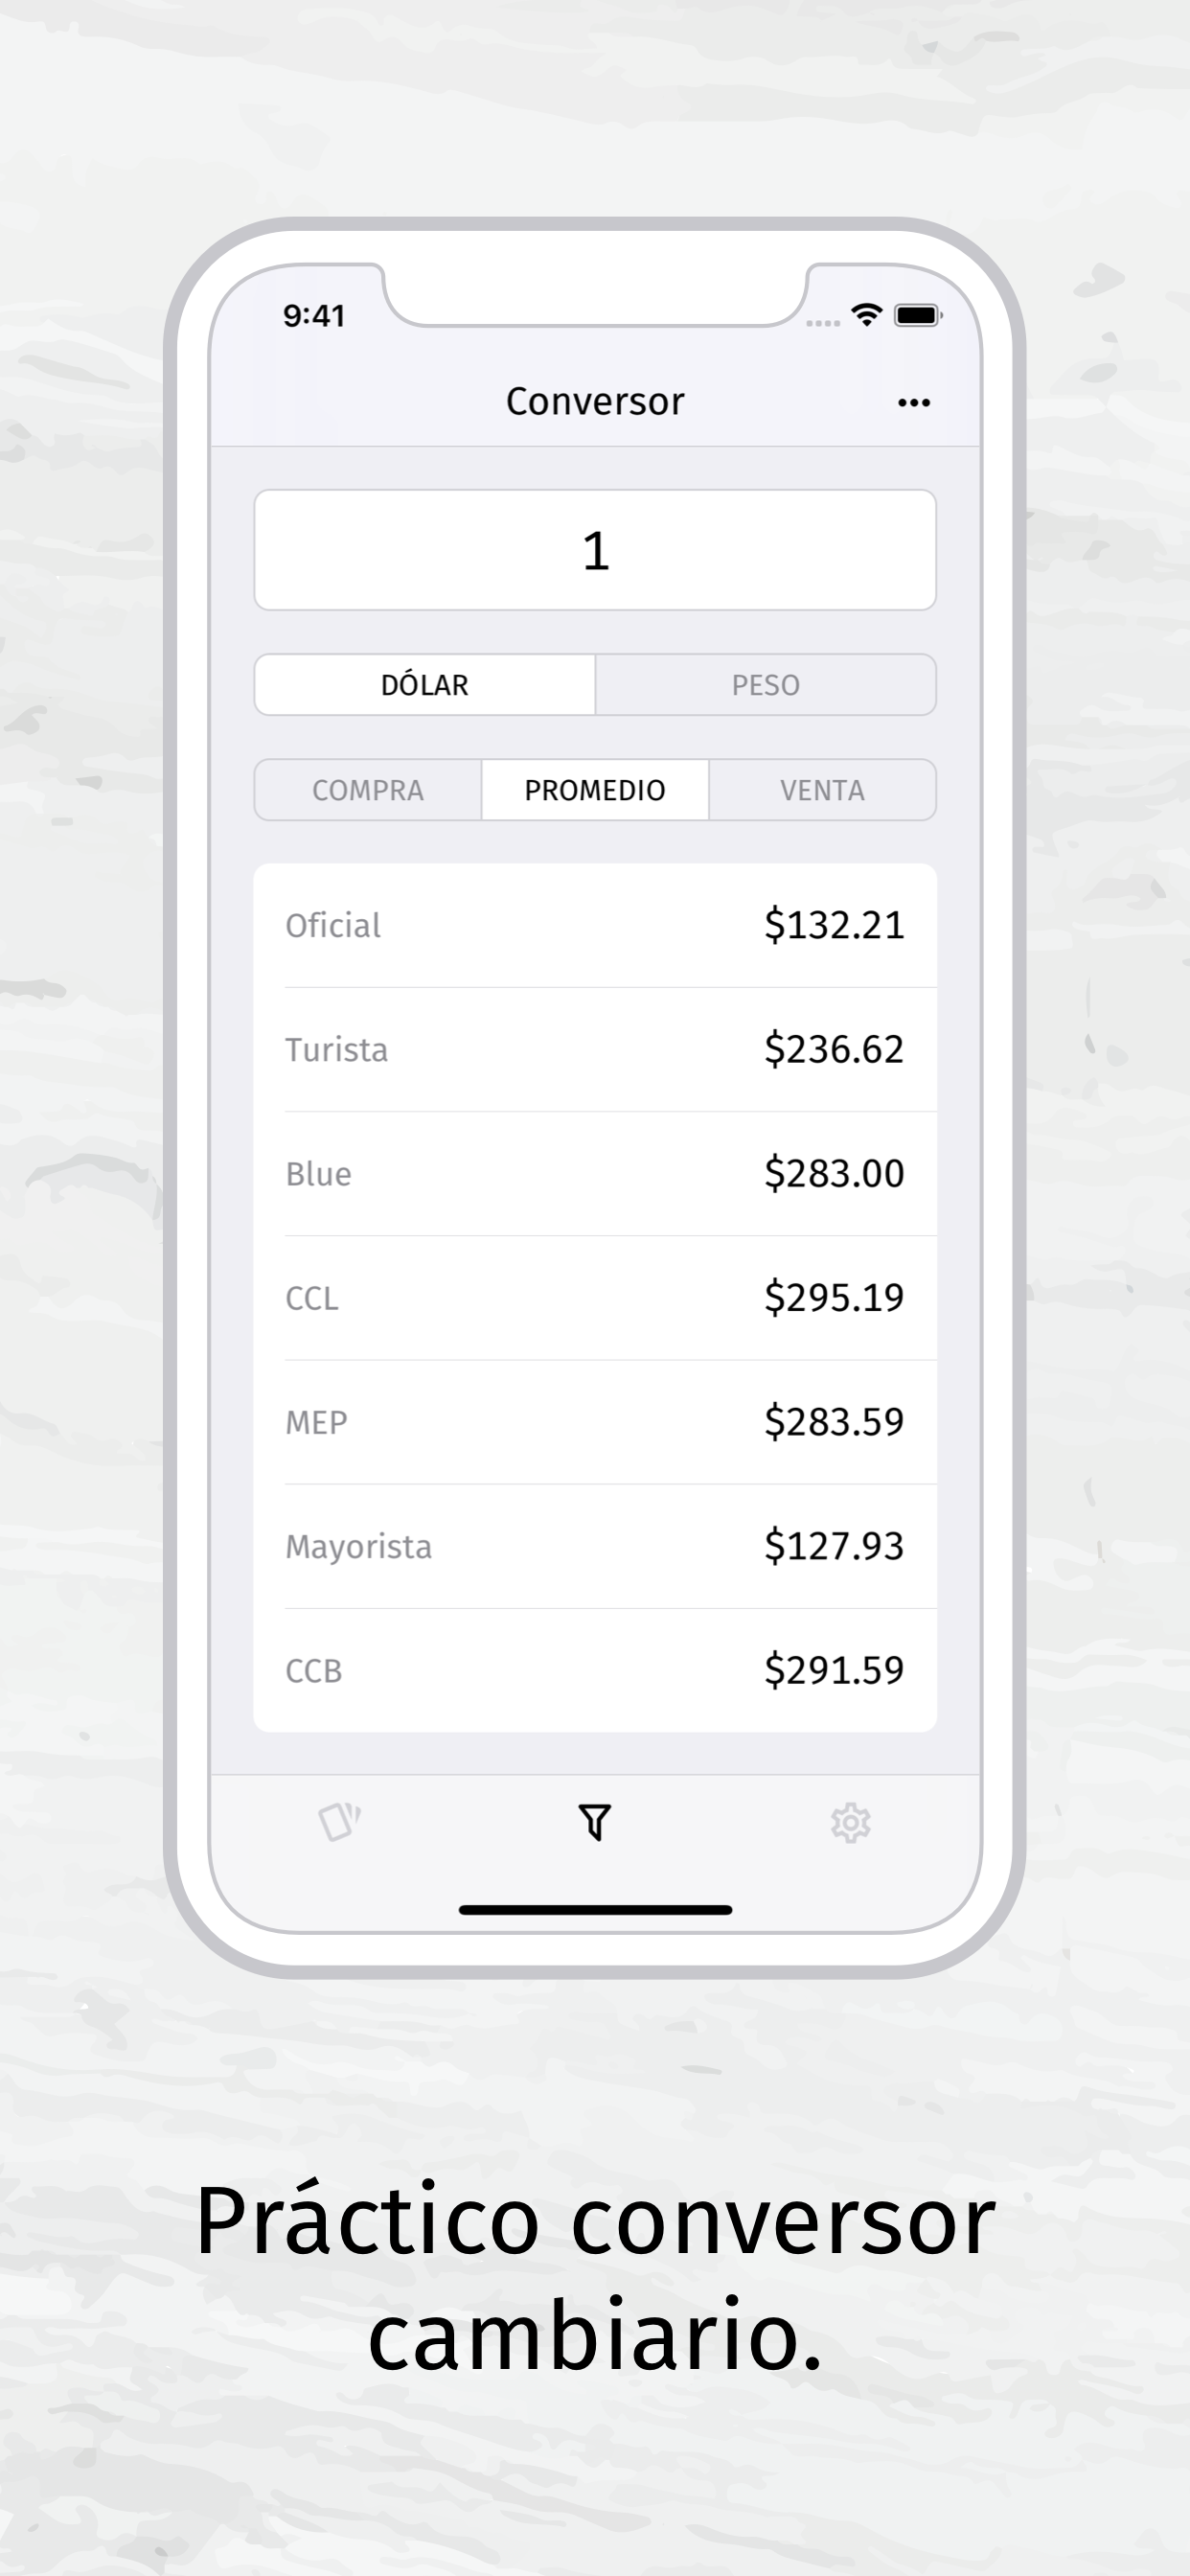 9:41
Conversor
1
DÓLAR PESO
COMPRA PROMEDIO VENTA
Oficial $132.21
Turista $236.62
Blue $283.00
CCL $295.19
MEP $283.59
Mayorista $127.93
CCB $291.59
Práctico conversor
cambiario.